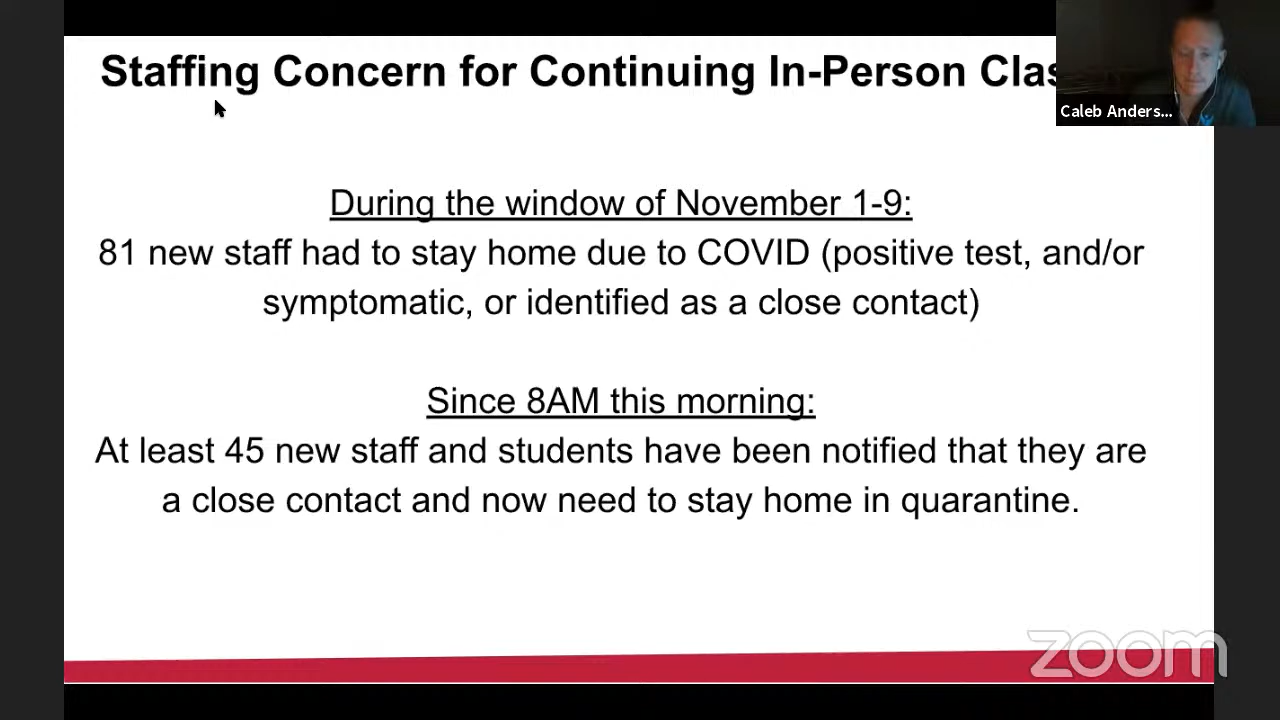 Staffing Concern for Continuing In-Person Clas
Caleb Anders...
During the window of November 1-9:
81 new staff had to stay home due to COVID (positive test, and/or
symptomatic, or identified as a close contact)
Since 8AM this morning:
At least 45 new staff and students have been notified that they are
a close contact and now need to stay home in quarantine.
zoom